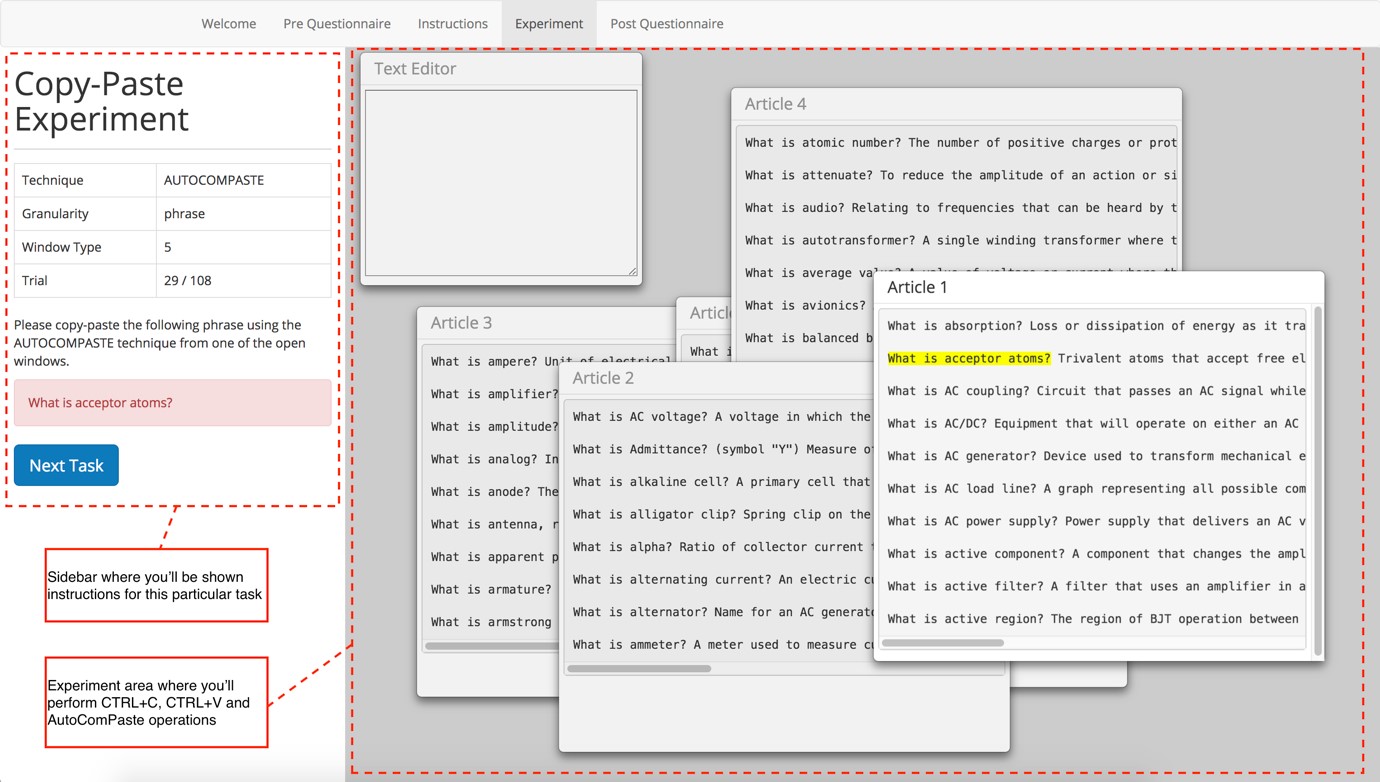 Welcome
Pre Questionnaire
Instructions
Experiment
Post Questionnaire
Copy-Paste
Experiment
Technique AUTOCOMPASTE
Granularity phrase
Window Type 5
Trial 29 / 108
Please copy-paste the following phrase using the
AUTOCOMPASTE technique from one of the open
windows.
What is acceptor atoms?
Next Task
Sidebar where you'll be shown
instructions for this particular task
Experiment area where you'll
perform CTRL+C, CTRL+V and
AutoComPaste operations
Text Editor
Article 4
What is atomic number? The number of positive charges or prot
What is attenuate? To reduce the amplitude of an action or si
What is audio? Relating to frequencies that can be heard by t
What is autotransformer? A single winding transformer where t
What is average
What is avionics?
What is balanced b
Article 3
What is ampere? Unit of electrical
What is amplifier?
What is amplitude?
What is analog? In
What is anode? The
What is antenna, r
What is apparent p
What is armature?
What is armstrong
Articl
What i
Article 2
What is AC voltage? A voltage in which the
What is Admittance? (symbol "Y") Measure o
What is alkaline cell? A primary cell that
What is alligator clip? Spring clip on the
What is alpha? Ratio of collector current
What is alternating current? An electric cu
What is alternator? Name for an AC generato
What is ammeter? A meter used to measure cu
Article 1
What is absorption? Loss or dissipation of energy as it tra
What is acceptor atoms? Trivalent atoms that accept free el
What is AC coupling? Circuit that passes an AC signal while
What is AC/DC? Equipment that will operate on either an AC
What is AC generator? Device used to transform mechanical e
What is AC load line? A graph representing all possible com
What is AC power supply? Power supply that delivers an AC v
What is active component? A component that changes the ampl
What is active filter? A filter that uses an amplifier in a
What is active region? The region of BJT operation between